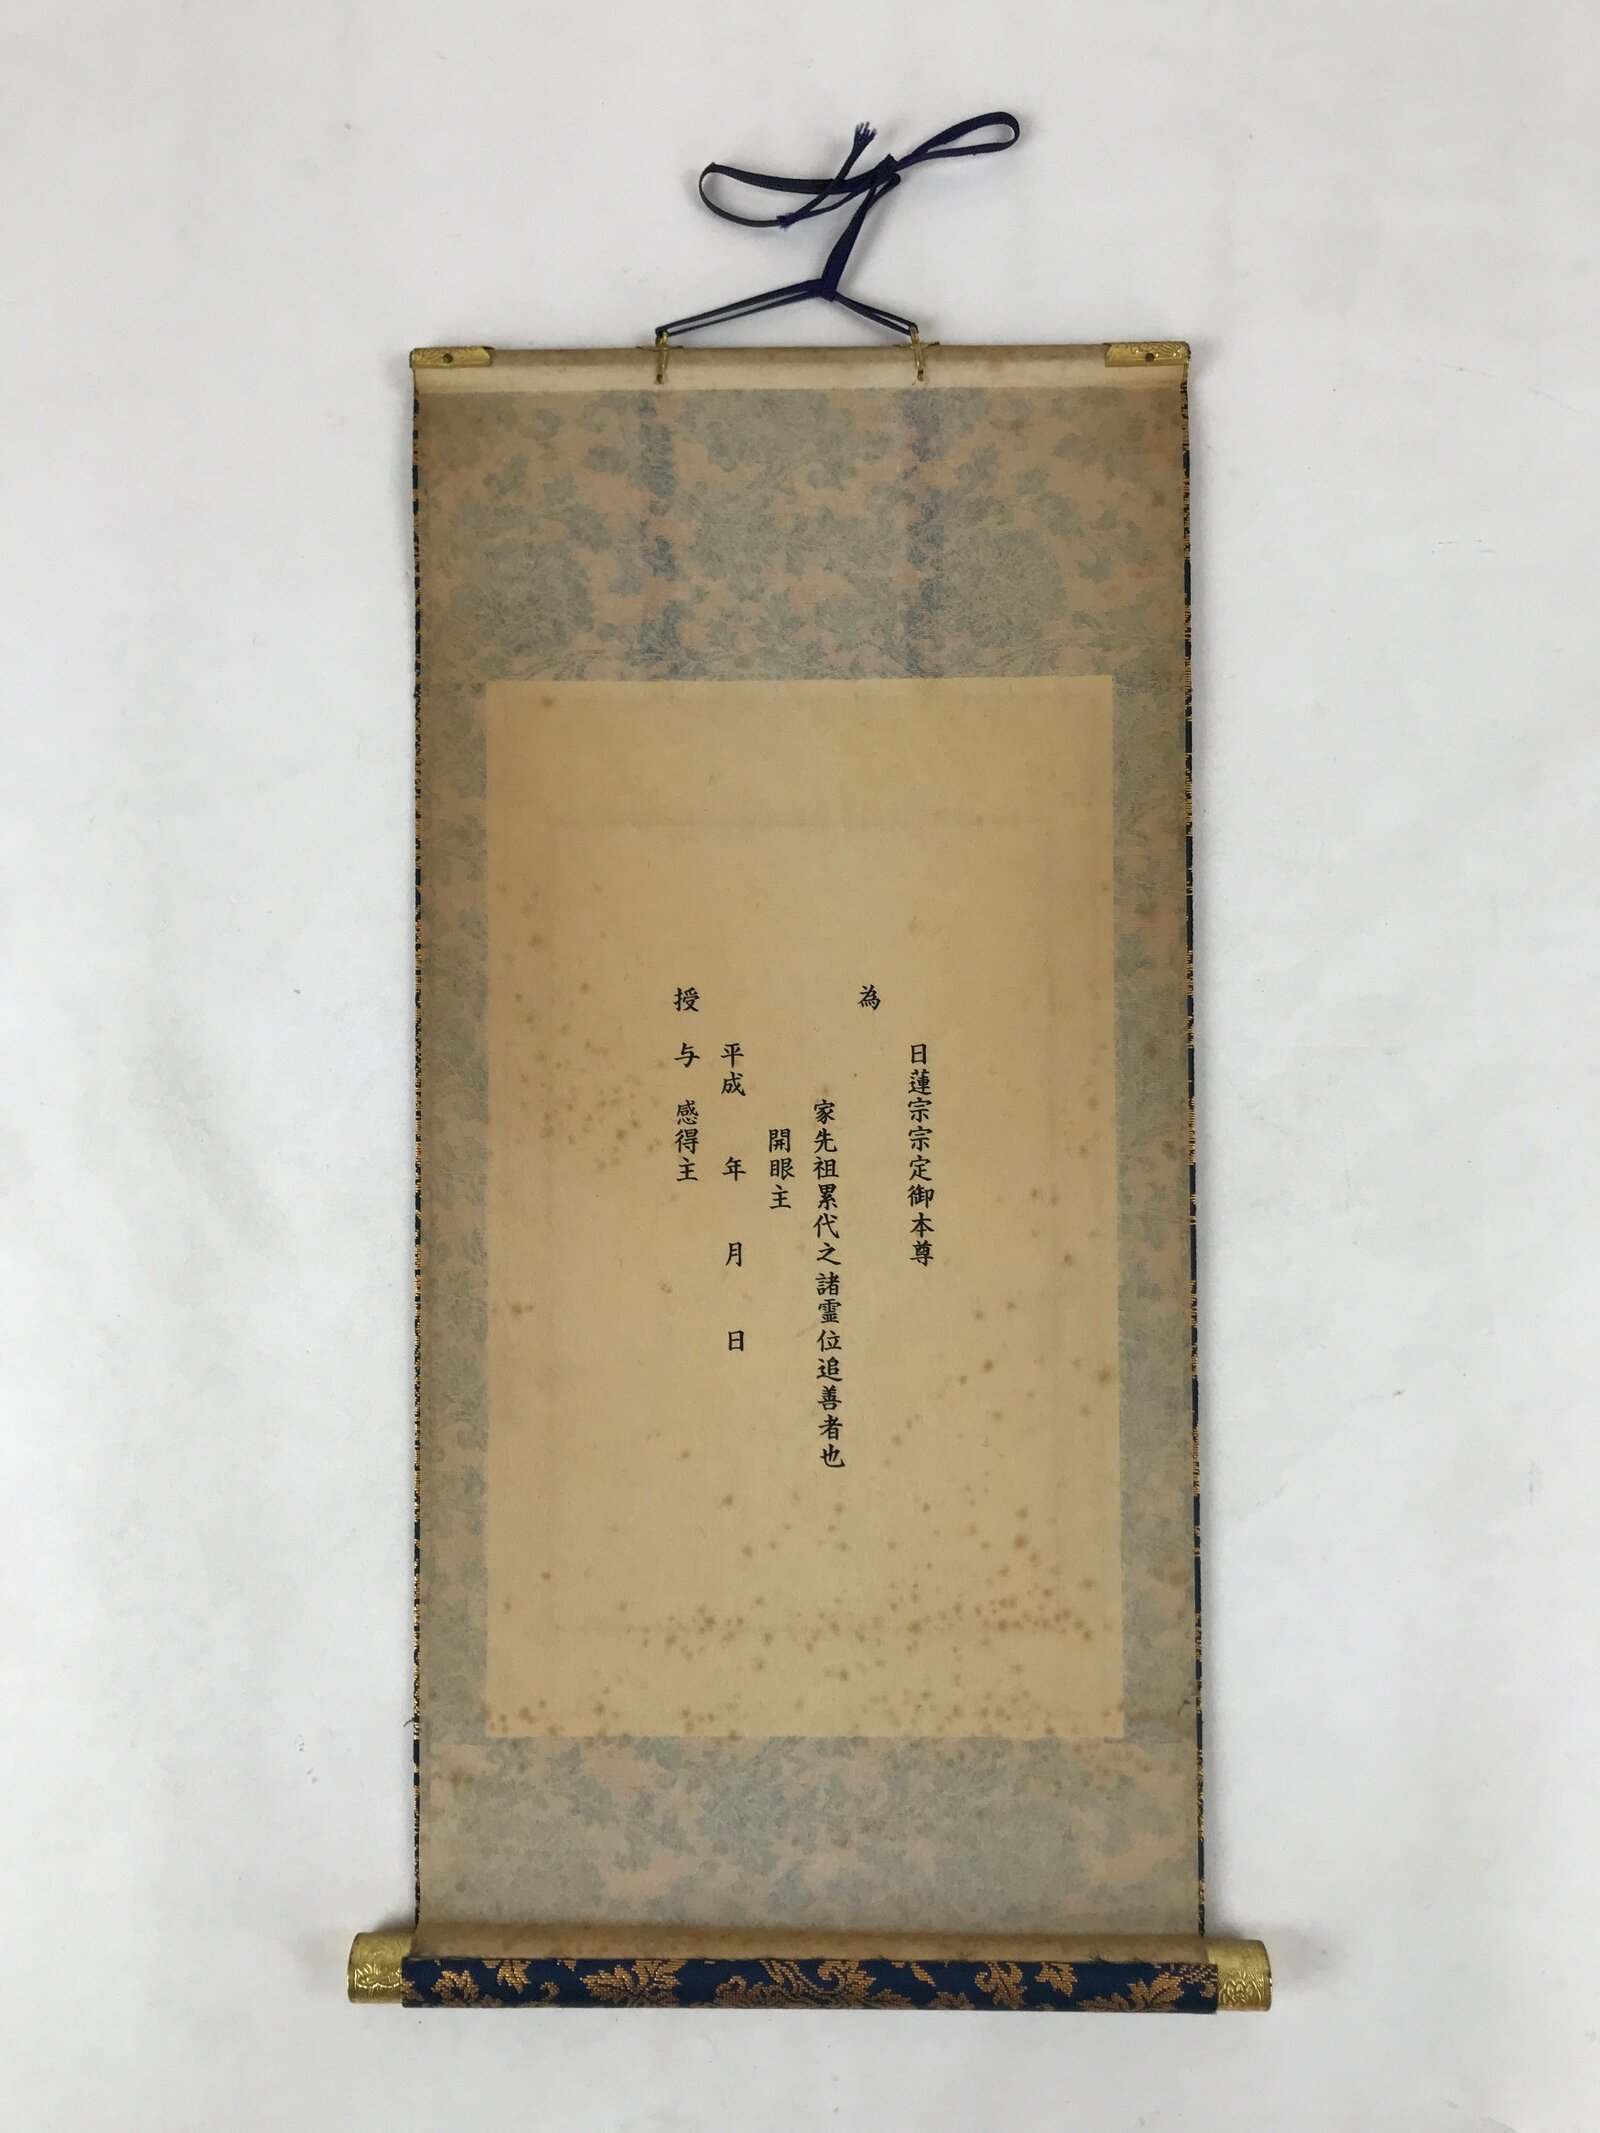 日蓮宗宗定御本尊
為
家先祖累代之諸霊位追善者也
開眼主
平成 年 月 日
授与 感得主